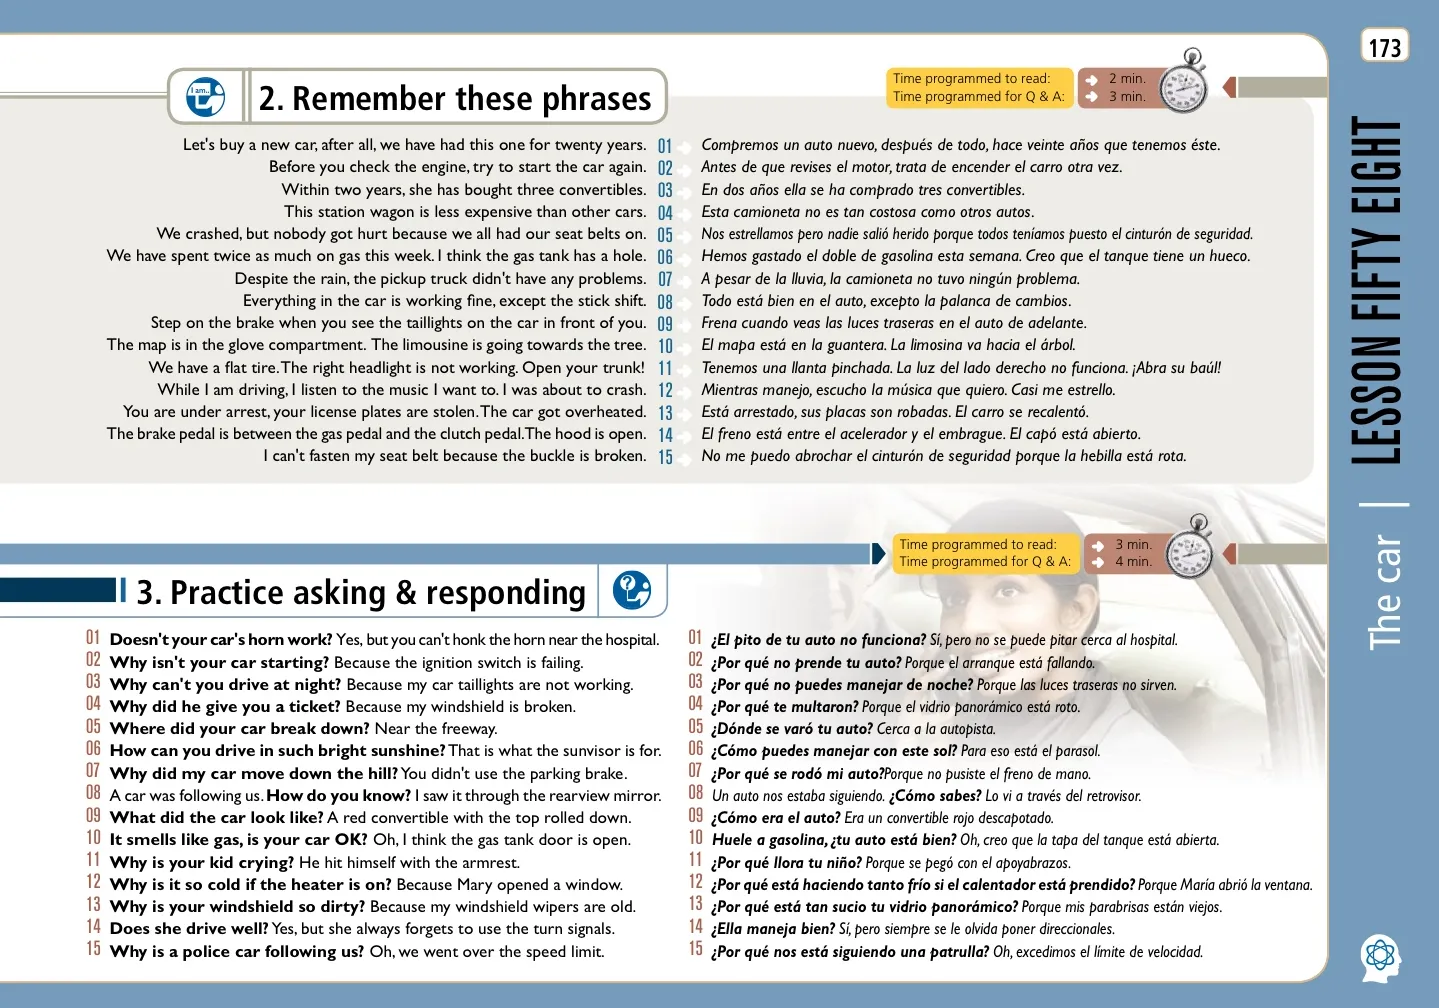 173
I am..
2. Remember these phrases
Time programmed to read: 2 min.
Time programmed for Q & A: 3 min.
Let's buy a new car, after all, we have had this one for twenty years. 01 Compremos un auto nuevo, después de todo, hace veinte años que tenemos éste.
Before you check the engine, try to start the car again. 02 Antes de que revises el motor, trata de encender el carro otra vez.
Within two years, she has bought three convertibles. 03 En dos años ella se ha comprado tres convertibles.
This station wagon is less expensive than other cars. 04 Esta camioneta no es tan costosa como otros autos.
We crashed, but nobody got hurt because we all had our seat belts on. 05 Nos estrellamos pero nadie salió herido porque todos teníamos puesto el cinturón de seguridad.
We have spent twice as much on gas this week. I think the gas tank has a hole. 06 Hemos gastado el doble de gasolina esta semana. Creo que el tanque tiene un hueco.
Despite the rain, the pickup truck didn't have any problems. 07 A pesar de la lluvia, la camioneta no tuvo ningún problema.
Everything in the car is working fine, except the stick shift. 08 Todo está bien en el auto, excepto la palanca de cambios.
Step on the brake when you see the taillights on the car in front of you. 09 Frena cuando veas las luces traseras en el auto de adelante.
The map is in the glove compartment. The limousine is going towards the tree. 10 El mapa está en la guantera. La limosina va hacia el árbol.
We have a flat tire. The right headlight is not working. Open your trunk! 11 Tenemos una llanta pinchada. La luz del lado derecho no funciona. ¡Abra su baúl!
While I am driving, I listen to the music I want to. I was about to crash. 12 Mientras manejo, escucho la música que quiero. Casi me estrello.
You are under arrest, your license plates are stolen. The car got overheated. 13 Está arrestado, sus placas son robadas. El carro se recalentó.
The brake pedal is between the gas pedal and the clutch pedal. The hood is open. 14 El freno está entre el acelerador y el embrague. El capó está abierto.
I can't fasten my seat belt because the buckle is broken. 15 No me puedo abrochar el cinturón de seguridad porque la hebilla está rota.
Time programmed to read: 3 min.
Time programmed for Q & A: 4 min.
3. Practice asking & responding
01 Doesn't your car's horn work? Yes, but you can't honk the horn near the hospital. 01 ¿El pito de tu auto no funciona? Sí, pero no se puede pitar cerca al hospital.
02 Why isn't your car starting? Because the ignition switch is failing. 02 ¿Por qué no prende tu auto? Porque el arranque está fallando.
03 Why can't you drive at night? Because my car taillights are not working. 03 ¿Por qué no puedes manejar de noche? Porque las luces traseras no sirven.
04 Why did he give you a ticket? Because my windshield is broken. 04 ¿Por qué te multaron? Porque el vidrio panorámico está roto.
05 Where did your car break down? Near the freeway. 05 ¿Dónde se varó tu auto? Cerca a la autopista.
06 How can you drive in such bright sunshine? That is what the sunvisor is for. 06 ¿Cómo puedes manejar con este sol? Para eso está el parasol.
07 Why did my car move down the hill? You didn't use the parking brake. 07 ¿Por qué se rodó mi auto?Porque no pusiste el freno de mano.
08 A car was following us. How do you know? I saw it through the rearview mirror. 08 Un auto nos estaba siguiendo. ¿Cómo sabes? Lo vi a través del retrovisor.
09 What did the car look like? A red convertible with the top rolled down. 09 ¿Cómo era el auto? Era un convertible rojo descapotado.
10 It smells like gas, is your car OK? Oh, I think the gas tank door is open. 10 Huele a gasolina, ¿tu auto está bien? Oh, creo que la tapa del tanque está abierta.
11 Why is your kid crying? He hit himself with the armrest. 11 ¿Por qué llora tu niño? Porque se pegó con el apoyabrazos.
12 Why is it so cold if the heater is on? Because Mary opened a window. 12 ¿Por qué está haciendo tanto frío si el calentador está prendido? Porque María abrió la ventana.
13 Why is your windshield so dirty? Because my windshield wipers are old. 13 ¿Por qué está tan sucio tu vidrio panorámico? Porque mis parabrisas están viejos.
14 Does she drive well? Yes, but she always forgets to use the turn signals. 14 ¿Ella maneja bien? Sí, pero siempre se le olvida poner direccionales.
15 Why is a police car following us? Oh, we went over the speed limit. 15 ¿Por qué nos está siguiendo una patrulla? Oh, excedimos el límite de velocidad.
The car | LESSON FIFTY EIGHT